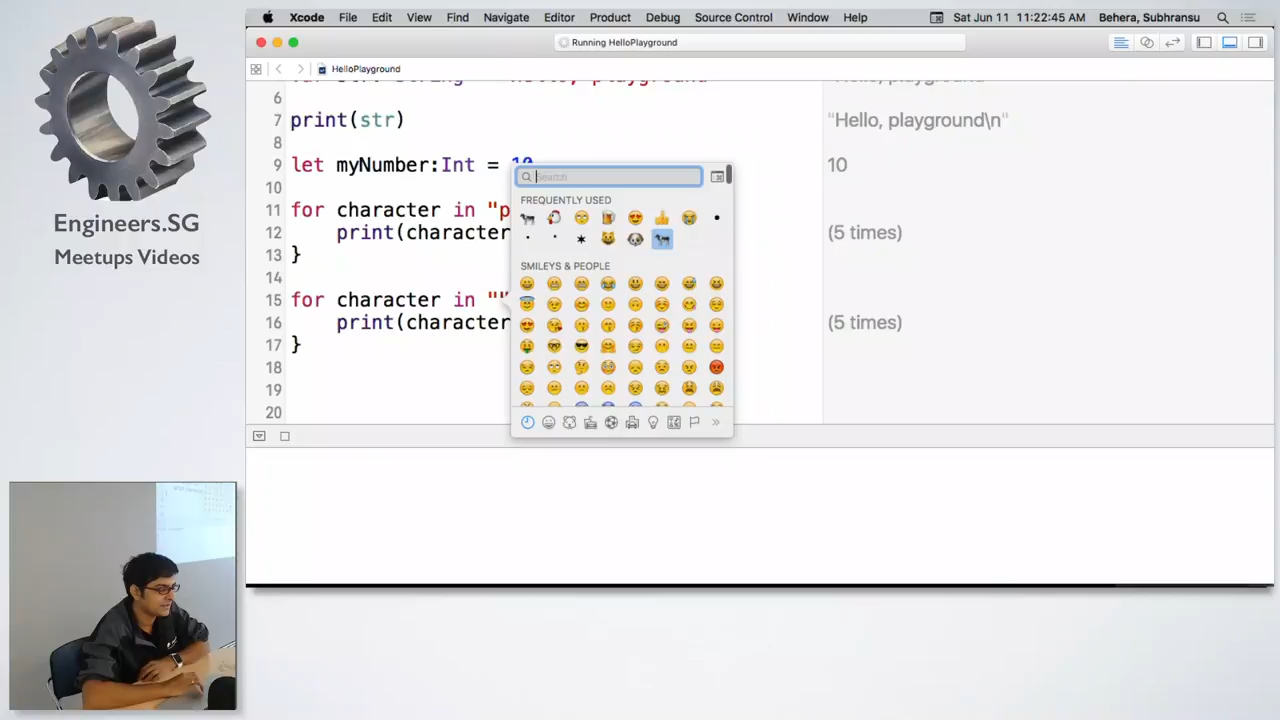 Xcode File Edit View Find Navigate Editor Product Debug Source Control Window Help Sat Jun 11 11:22:45 AM Behera, Subhransu
Running HelloPlayground
HelloPlayground
6
7 print(str) "Hello, playground\n"
8
9 let myNumber:Int = 10 10
10
11 for character in "p
12 print(character (5 times)
13 }
14
15 for character in "
16 print(character (5 times)
17 }
18
19
20
Search
FREQUENTLY USED
SMILEYS & PEOPLE
Engineers.SG
Meetups Videos